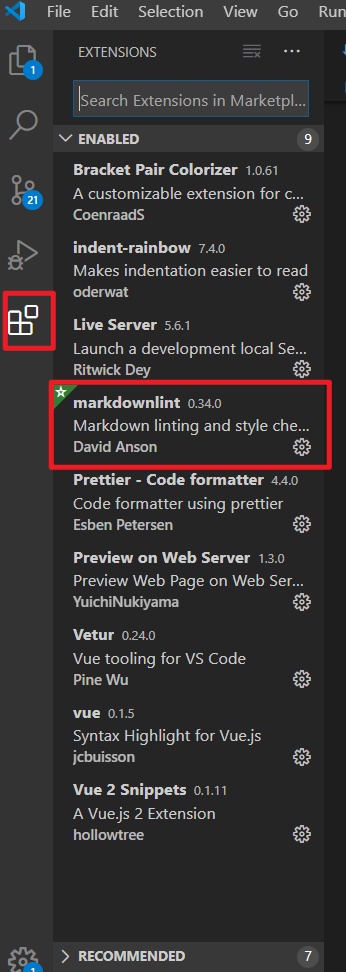 File Edit Selection View Go Run
EXTENSIONS
1
Search Extensions in Marketpl...
ENABLED 9
Bracket Pair Colorizer 1.0.61
A customizable extension for c...
CoenraadS
21
indent-rainbow 7.4.0
Makes indentation easier to read
oderwat
Live Server 5.6.1
Launch a development local Se...
Ritwick Dey
markdownlint 0.34.0
Markdown linting and style che...
David Anson
Prettier - Code formatter 4.4.0
Code formatter using prettier
Esben Petersen
Preview on Web Server 1.3.0
Preview Web Page on Web Ser...
YuichiNukiyama
Vetur 0.24.0
Vue tooling for VS Code
Pine Wu
vue 0.1.5
Syntax Highlight for Vue.js
jcbuisson
Vue 2 Snippets 0.1.11
A Vue.js 2 Extension
hollowtree
RECOMMENDED 7
1